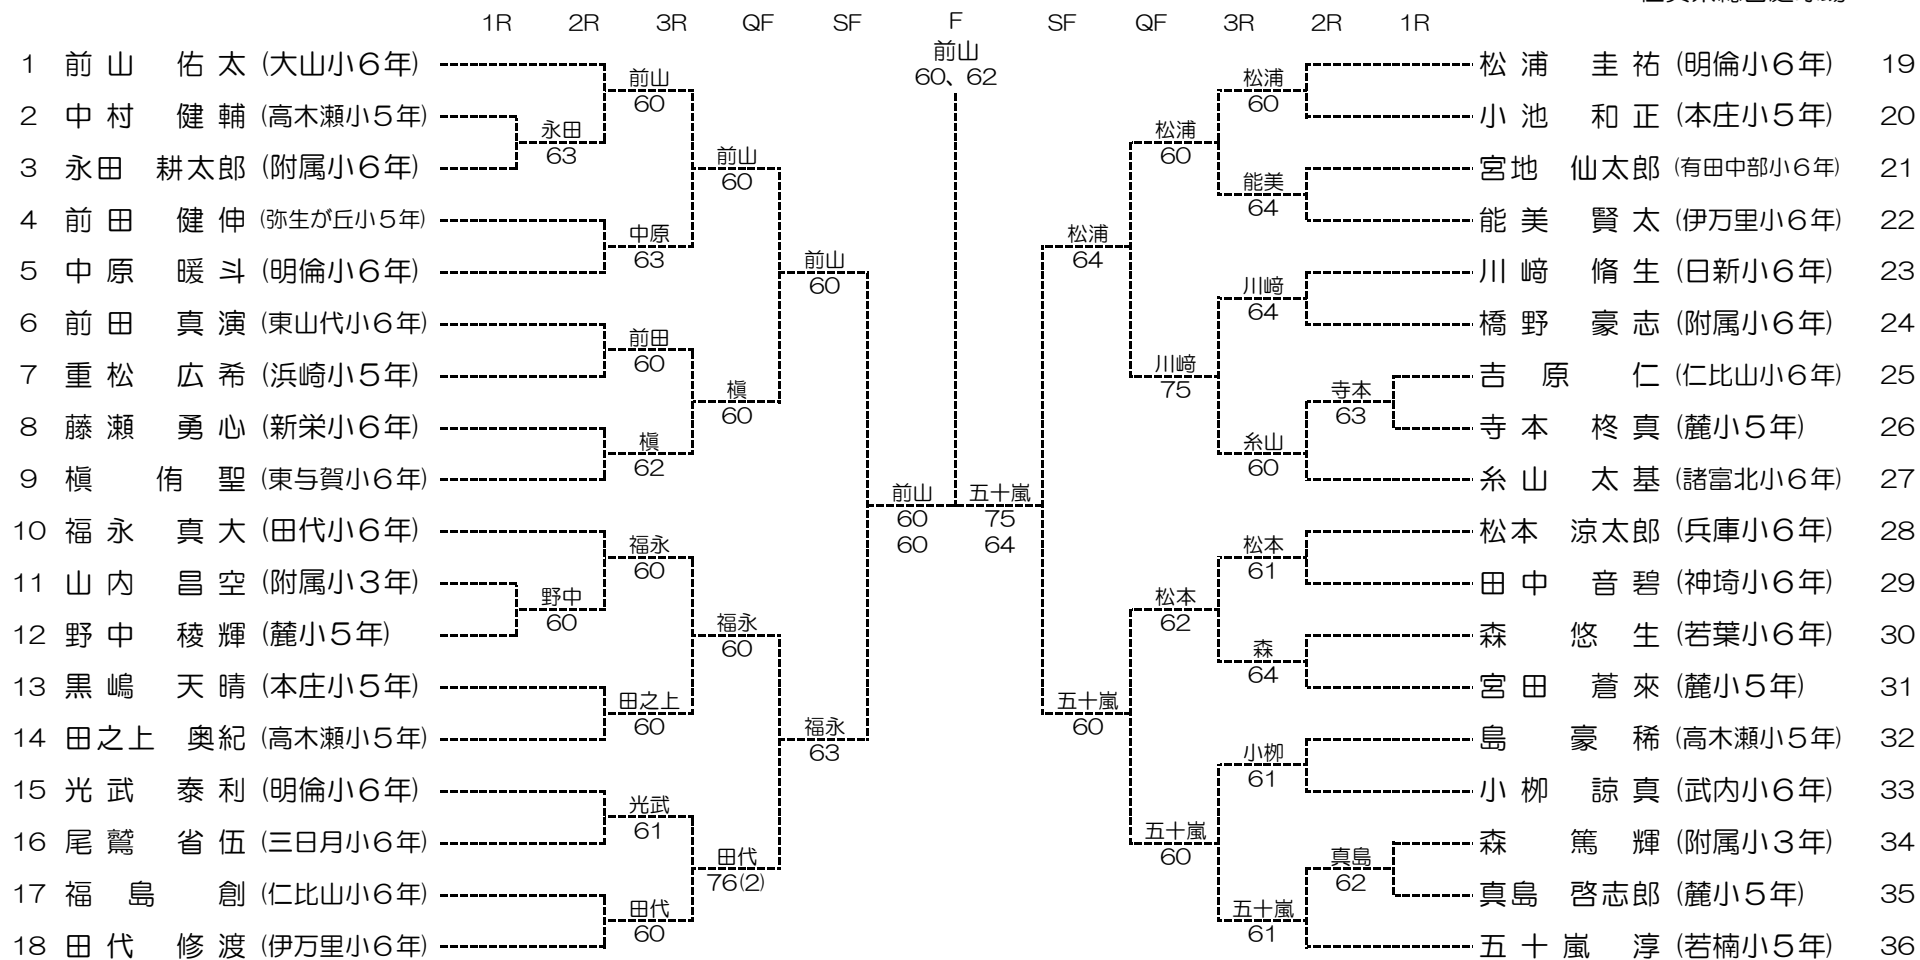 1R 2R 3R QF SF F SF QF 3R 2R 1R
前山
60、62
1 前山 佑太 (大山小6年)
2 中村 健輔 (高木瀬小5年)
3 永田 耕太郎 (附属小6年)
4 前田 健伸 (弥生が丘小5年)
5 中原 暖斗 (明倫小6年)
6 前田 真演 (東山代小6年)
7 重松 広希 (浜崎小5年)
8 藤瀬 勇心 (新栄小6年)
9 槇 侑聖 (東与賀小6年)
10 福永 真大 (田代小6年)
11 山内 昌空 (附属小3年)
12 野中 稜輝 (麓小5年)
13 黒嶋 天晴 (本庄小5年)
14 田之上 奥紀 (高木瀬小5年)
15 光武 泰利 (明倫小6年)
16 尾鷲 省伍 (三日月小6年)
17 福島 創 (仁比山小6年)
18 田代 修渡 (伊万里小6年)
永田
63
野中
60
前山
60
中原
63
前田
60
槇
62
福永
60
田之上
60
光武
61
田代
60
前山
60
槇
60
福永
60
田代
76(2)
前山
60
福永
63
前山
60
60
五十嵐
75
64
松浦
64
五十嵐
60
松浦
60
川﨑
75
松本
62
五十嵐
60
松浦
60
能美
64
川﨑
64
糸山
60
松本
61
森
64
小栁
61
五十嵐
61
寺本
63
真島
62
松浦 圭祐 (明倫小6年) 19
小池 和正 (本庄小5年) 20
宮地 仙太郎 (有田中部小6年) 21
能美 賢太 (伊万里小6年) 22
川﨑 脩生 (日新小6年) 23
橋野 豪志 (附属小6年) 24
吉原 仁 (仁比山小6年) 25
寺本 柊真 (麓小5年) 26
糸山 太基 (諸富北小6年) 27
松本 涼太郎 (兵庫小6年) 28
田中 音碧 (神埼小6年) 29
森 悠生 (若葉小6年) 30
宮田 蒼來 (麓小5年) 31
島 豪稀 (高木瀬小5年) 32
小栁 諒真 (武内小6年) 33
森 篤輝 (附属小3年) 34
真島 啓志郎 (麓小5年) 35
五十嵐 淳 (若楠小5年) 36